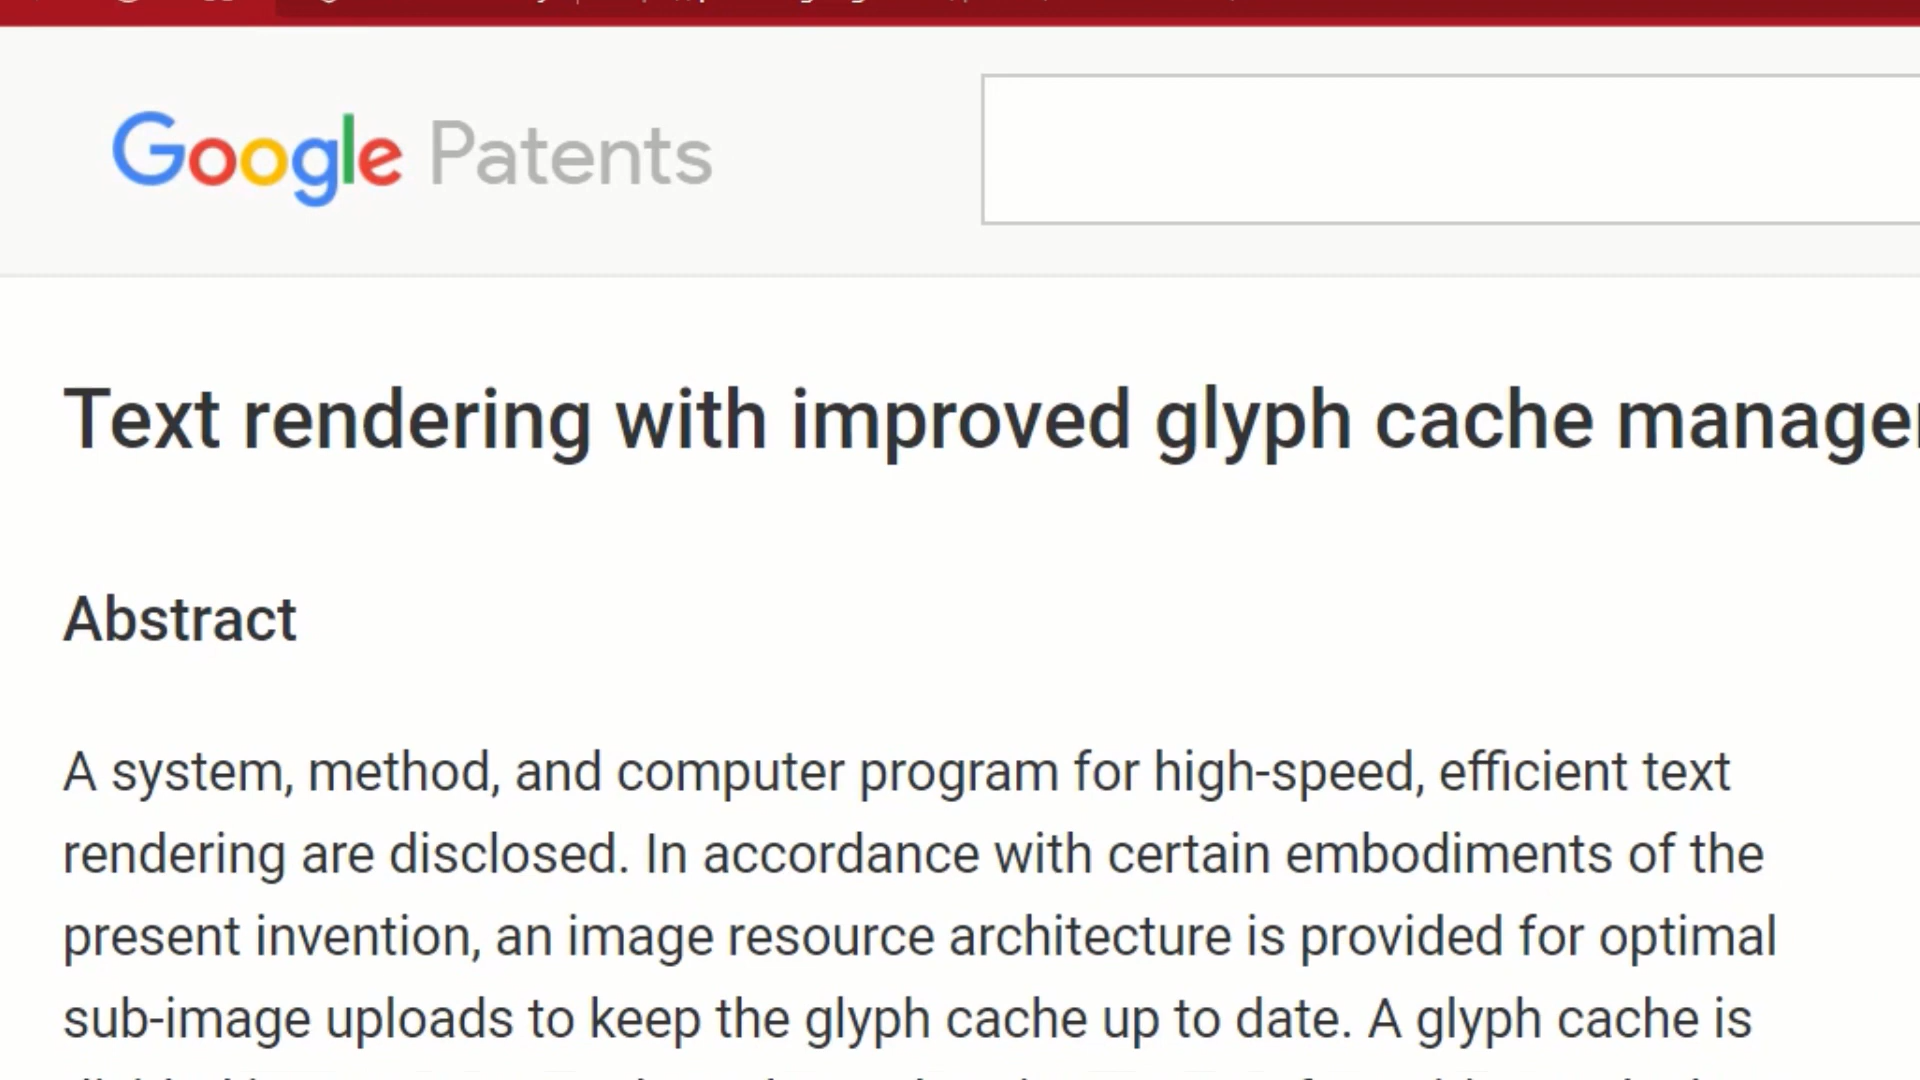 Google Patents
Text rendering with improved glyph cache
Abstract
A system, method, and computer program for high-speed, efficient text
rendering are disclosed. In accordance with certain embodiments of the
present invention, an image resource architecture is provided for optimal
sub-image uploads to keep the glyph cache up to date. A glyph cache is